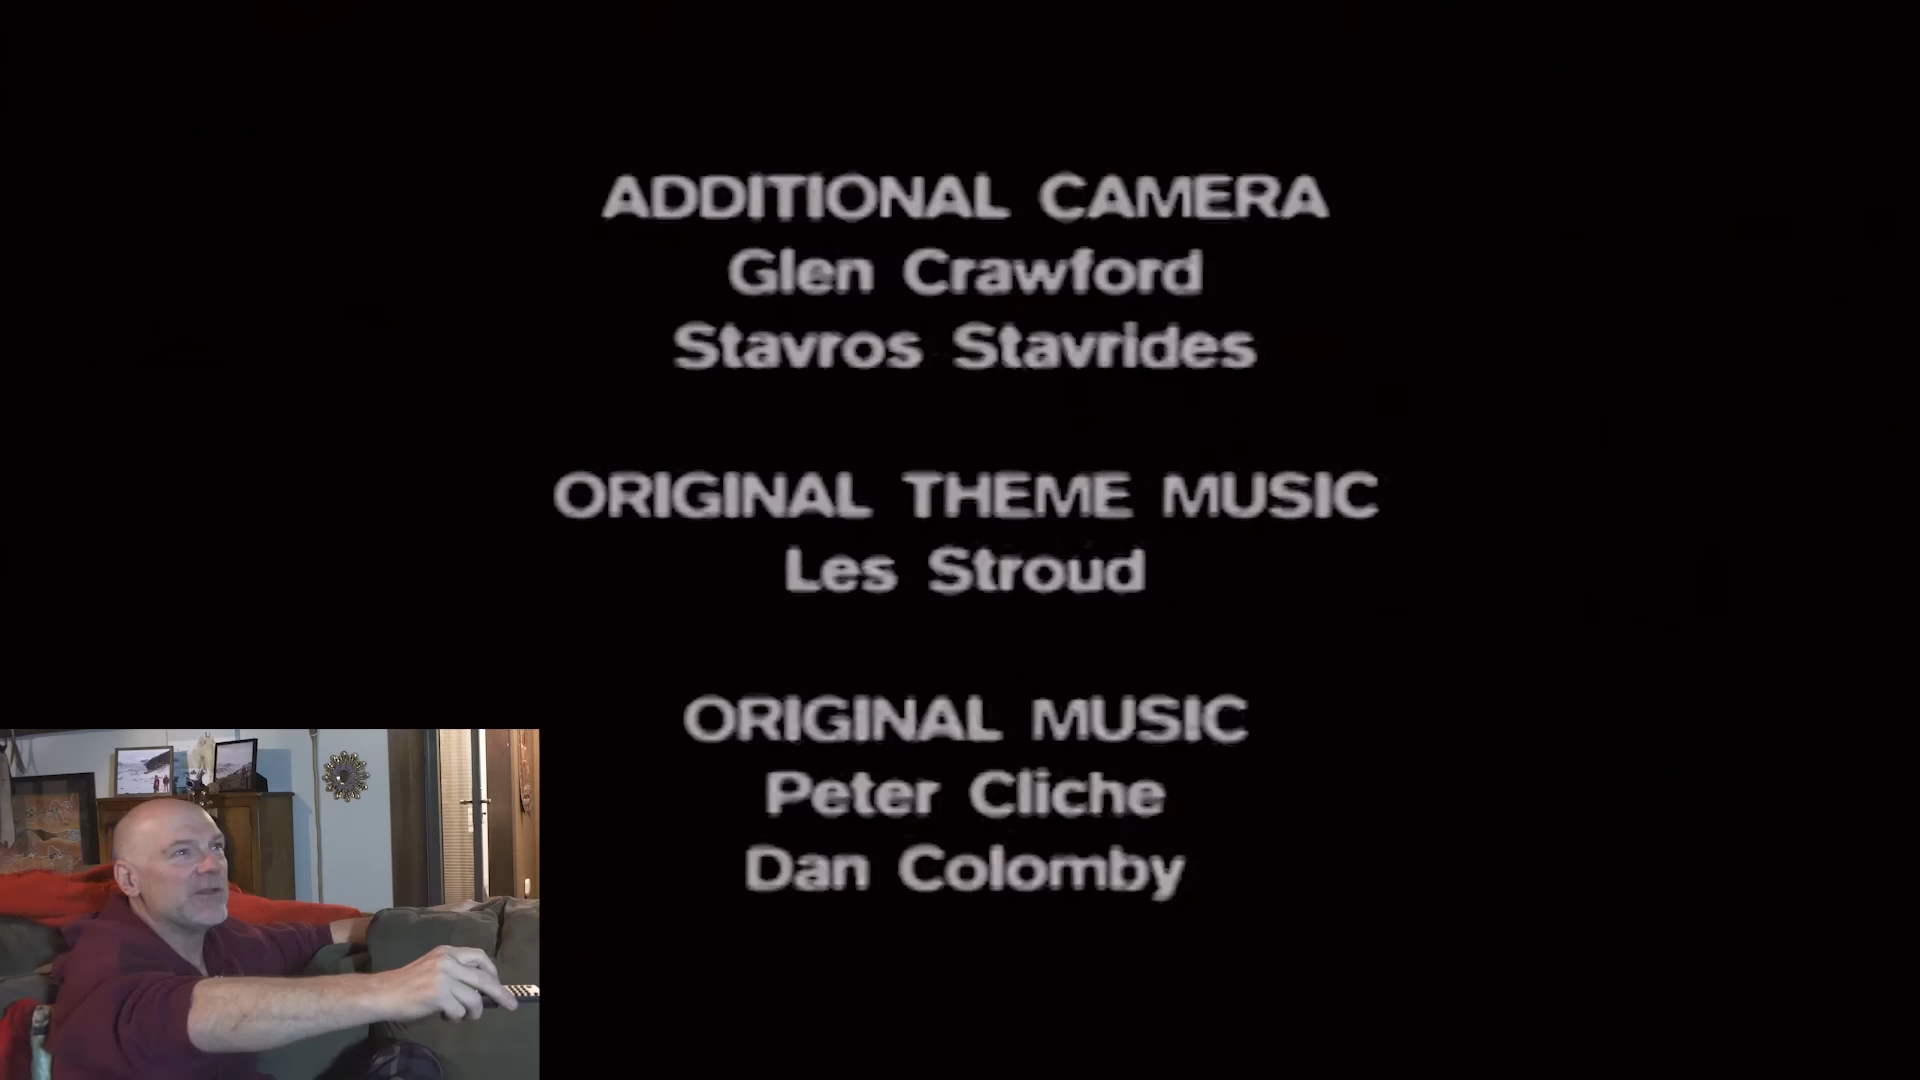 ADDITIONAL CAMERA
Glen Crawford
Stavros Stavrides
ORIGINAL THEME MUSIC
Les Stroud
ORIGINAL MUSIC
Peter Cliche
Dan Colomby